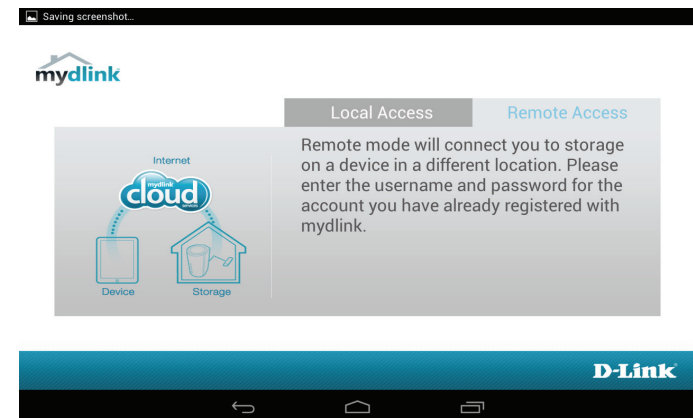 Saving screenshot...
mydlink
Local Access
Remote Access
Remote mode will connect you to storage
on a device in a different location. Please
enter the username and password for the
account you have already registered with
mydlink.
Internet
mydlink
cloud
services
Device
Storage
D-Link